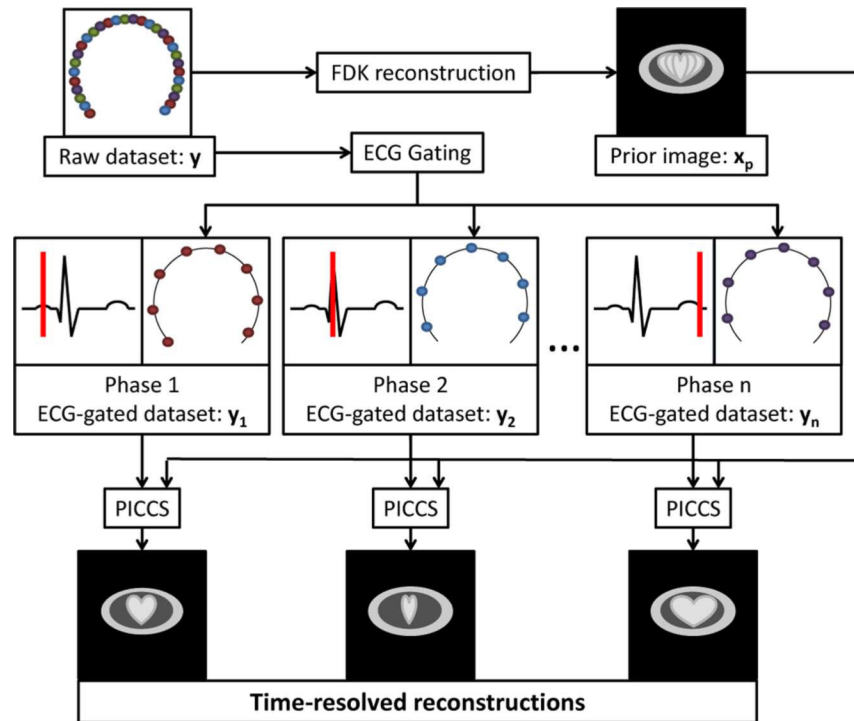 FDK reconstruction
Raw dataset: y
ECG Gating
Prior image: xp
Phase 1
ECG-gated dataset: y1
Phase 2
ECG-gated dataset: y2
...
Phase n
ECG-gated dataset: yn
PICCS
PICCS
PICCS
Time-resolved reconstructions